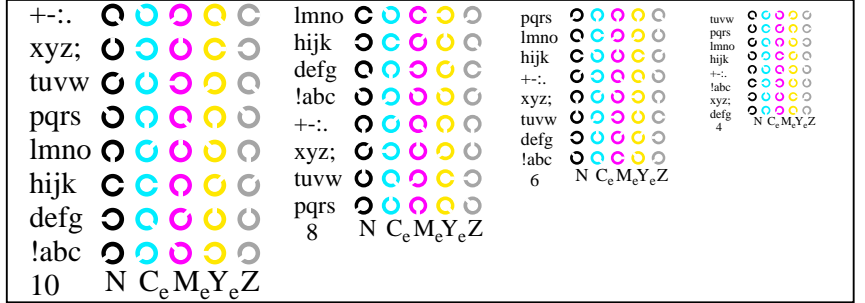 +-:.
xyz;
tuvw
pqrs
lmno
hijk
defg
!abc
10 N CeMeYeZ
lmno
hijk
defg
!abc
+-:.
xyz;
tuvw
pqrs
8 N CeMeYeZ
pqrs
lmno
hijk
+-:.
xyz;
tuvw
defg
!abc
6 N CeMeYeZ
tuvw
pqrs
lmno
hijk
+-:.
!abc
xyz;
defg
4 N CeMeYeZ